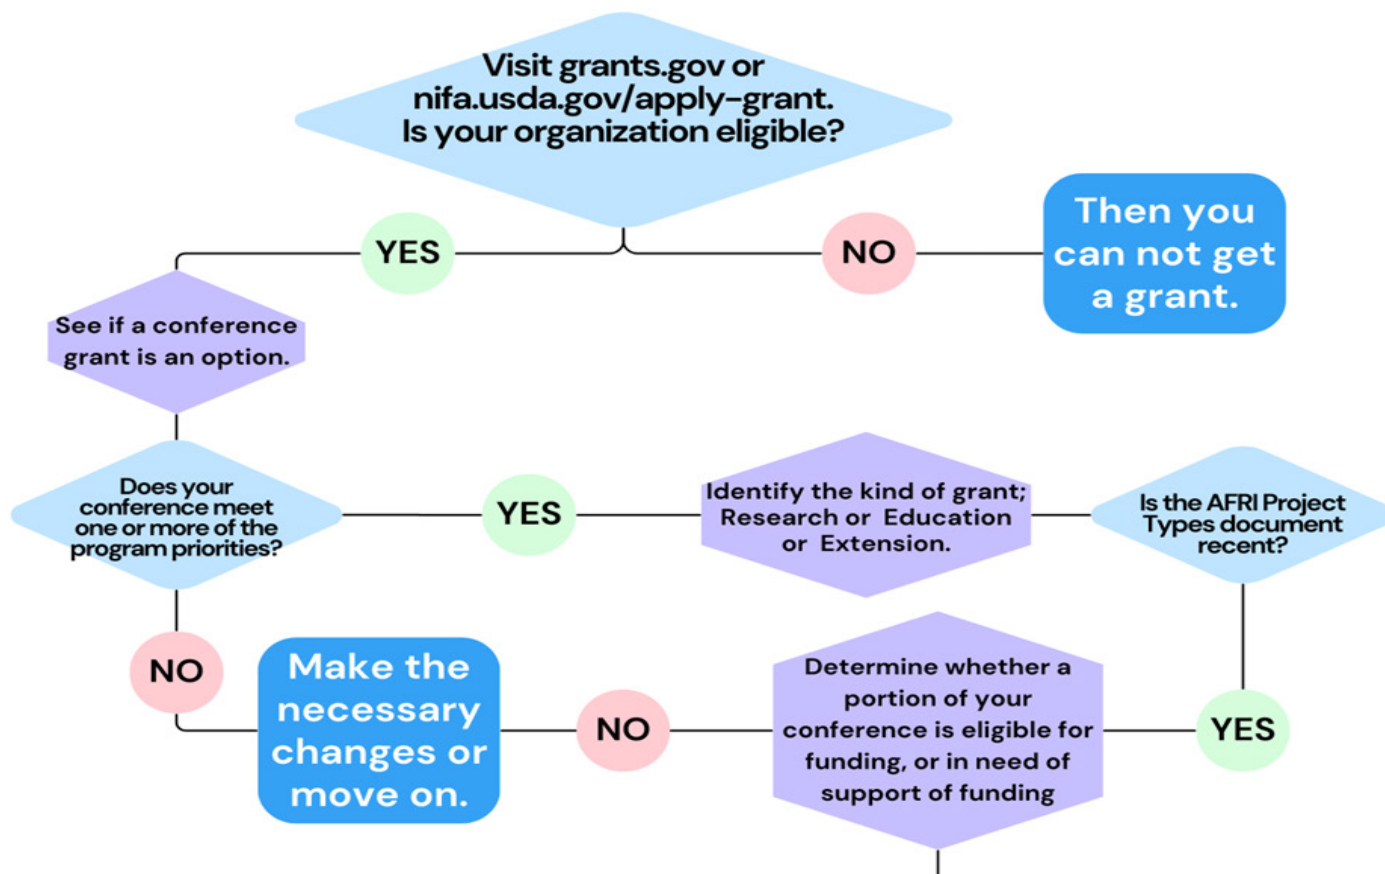 Visit grants.gov or
nifa.usda.gov/apply-grant.
Is your organization eligible?
YES
NO
Then you
can not get
a grant.
See if a conference
grant is an option.
Does your
conference meet
one or more of the
program priorities?
YES
Identify the kind of grant;
Research or Education
or Extension.
Is the AFRI Project
Types document
recent?
NO
Make the
necessary
changes or
move on.
NO
Determine whether a
portion of your
conference is eligible for
funding, or in need of
support of funding
YES